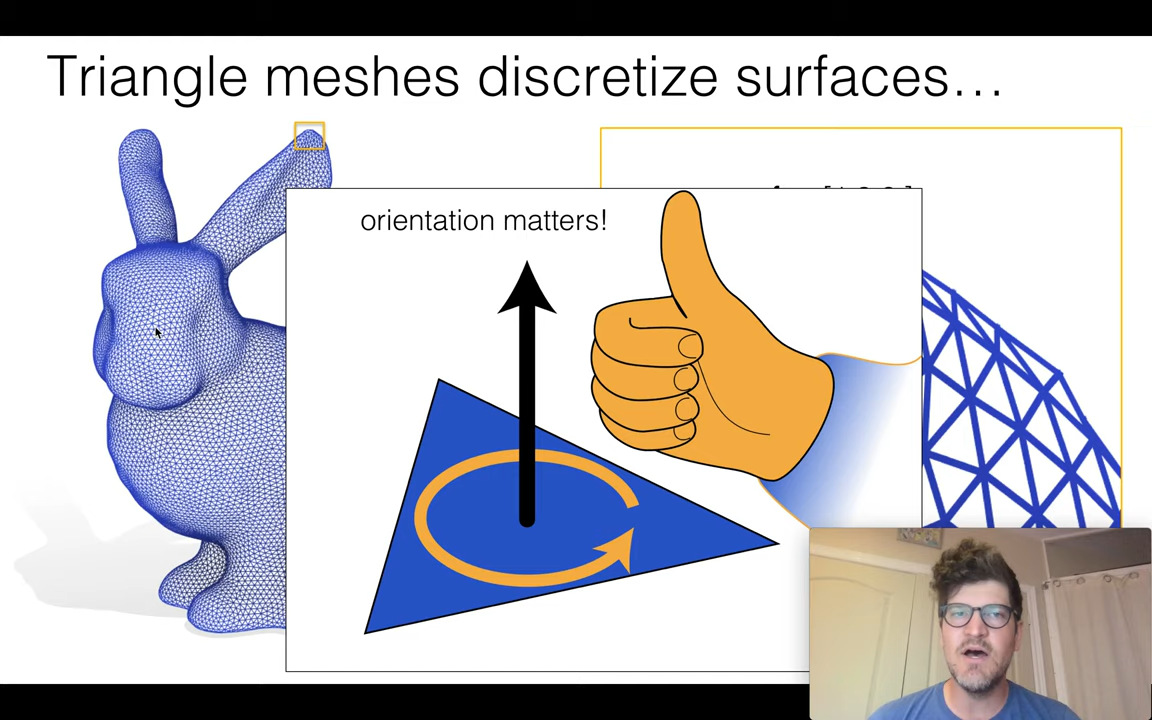 Triangle meshes discretize surfaces…
orientation matters!